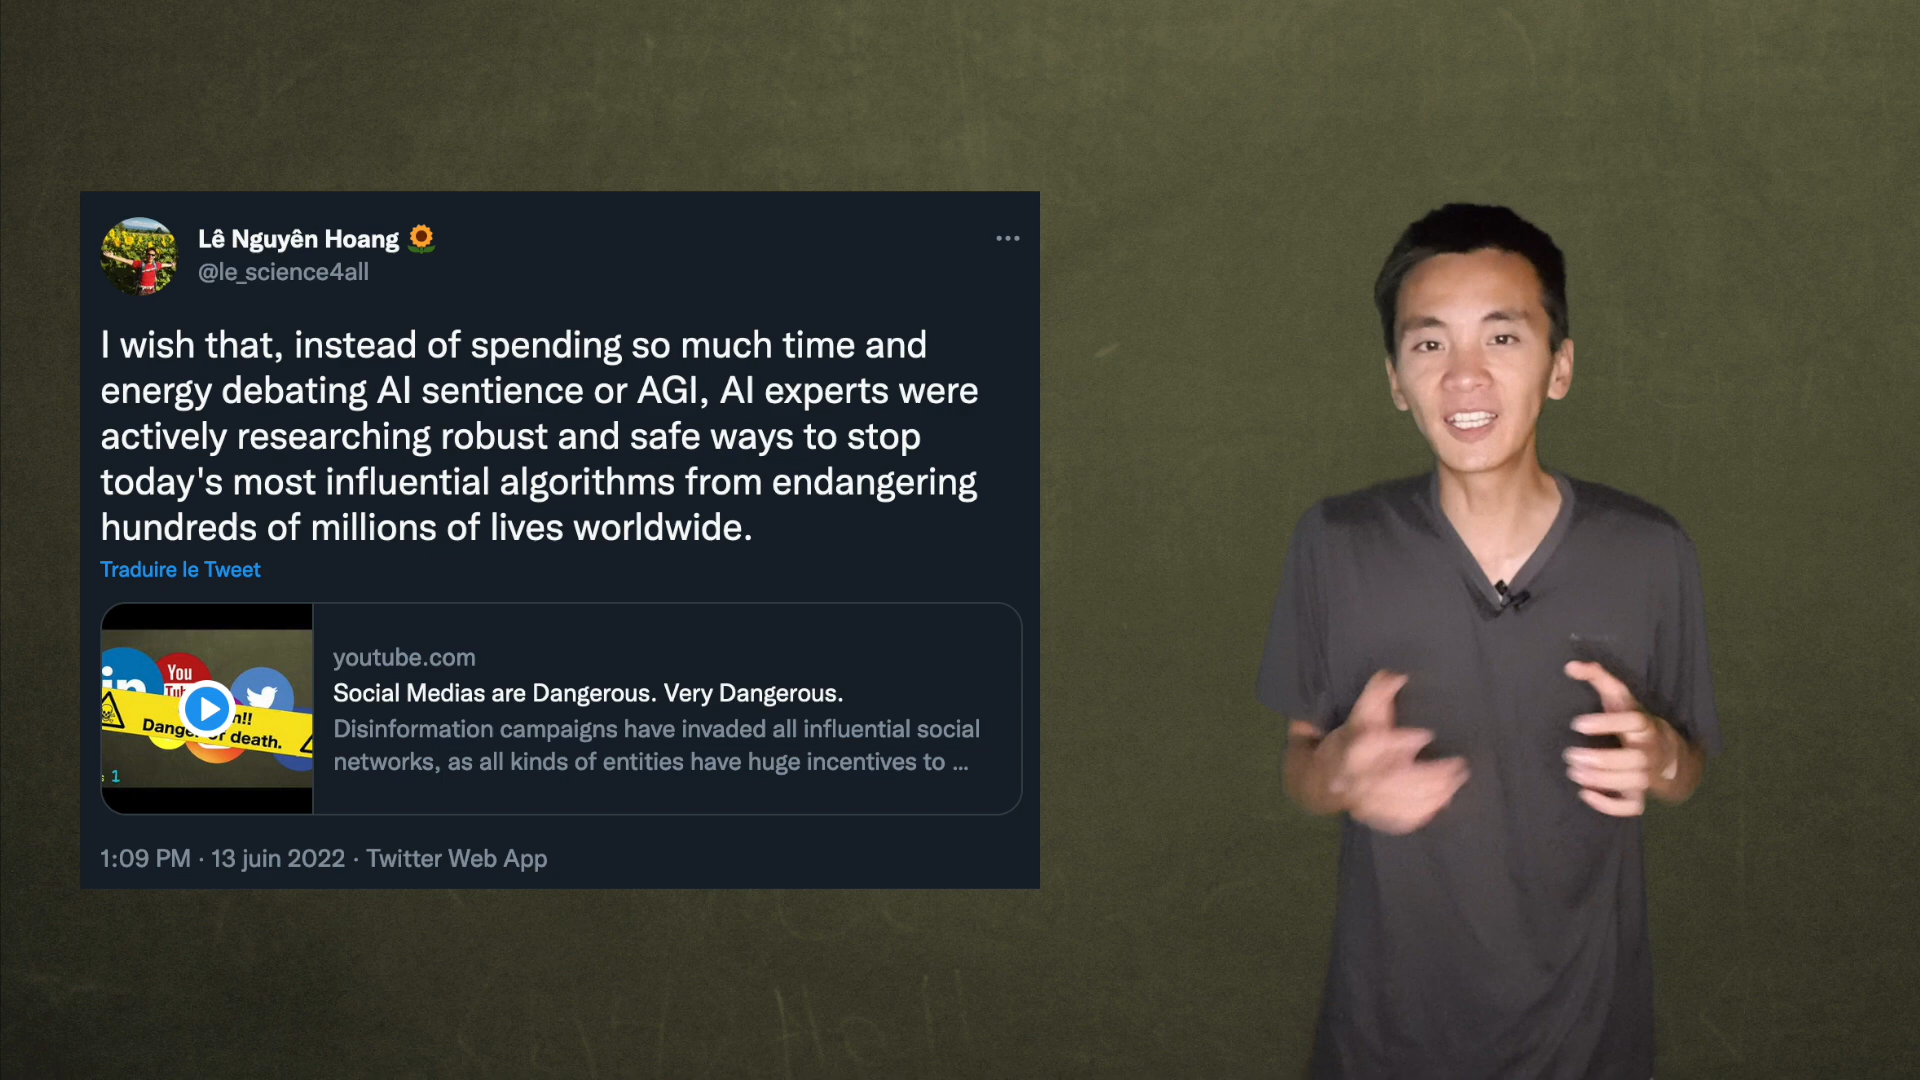 Lê Nguyên Hoang 🌻
@le_science4all
I wish that, instead of spending so much time and
energy debating AI sentience or AGI, AI experts were
actively researching robust and safe ways to stop
today's most influential algorithms from endangering
hundreds of millions of lives worldwide.
Traduire le Tweet
in
You
youtube.com
Social Medias are Dangerous. Very Dangerous.
Disinformation campaigns have invaded all influential social
networks, as all kinds of entities have huge incentives to ...
death.
1
1:09 PM · 13 juin 2022 · Twitter Web App